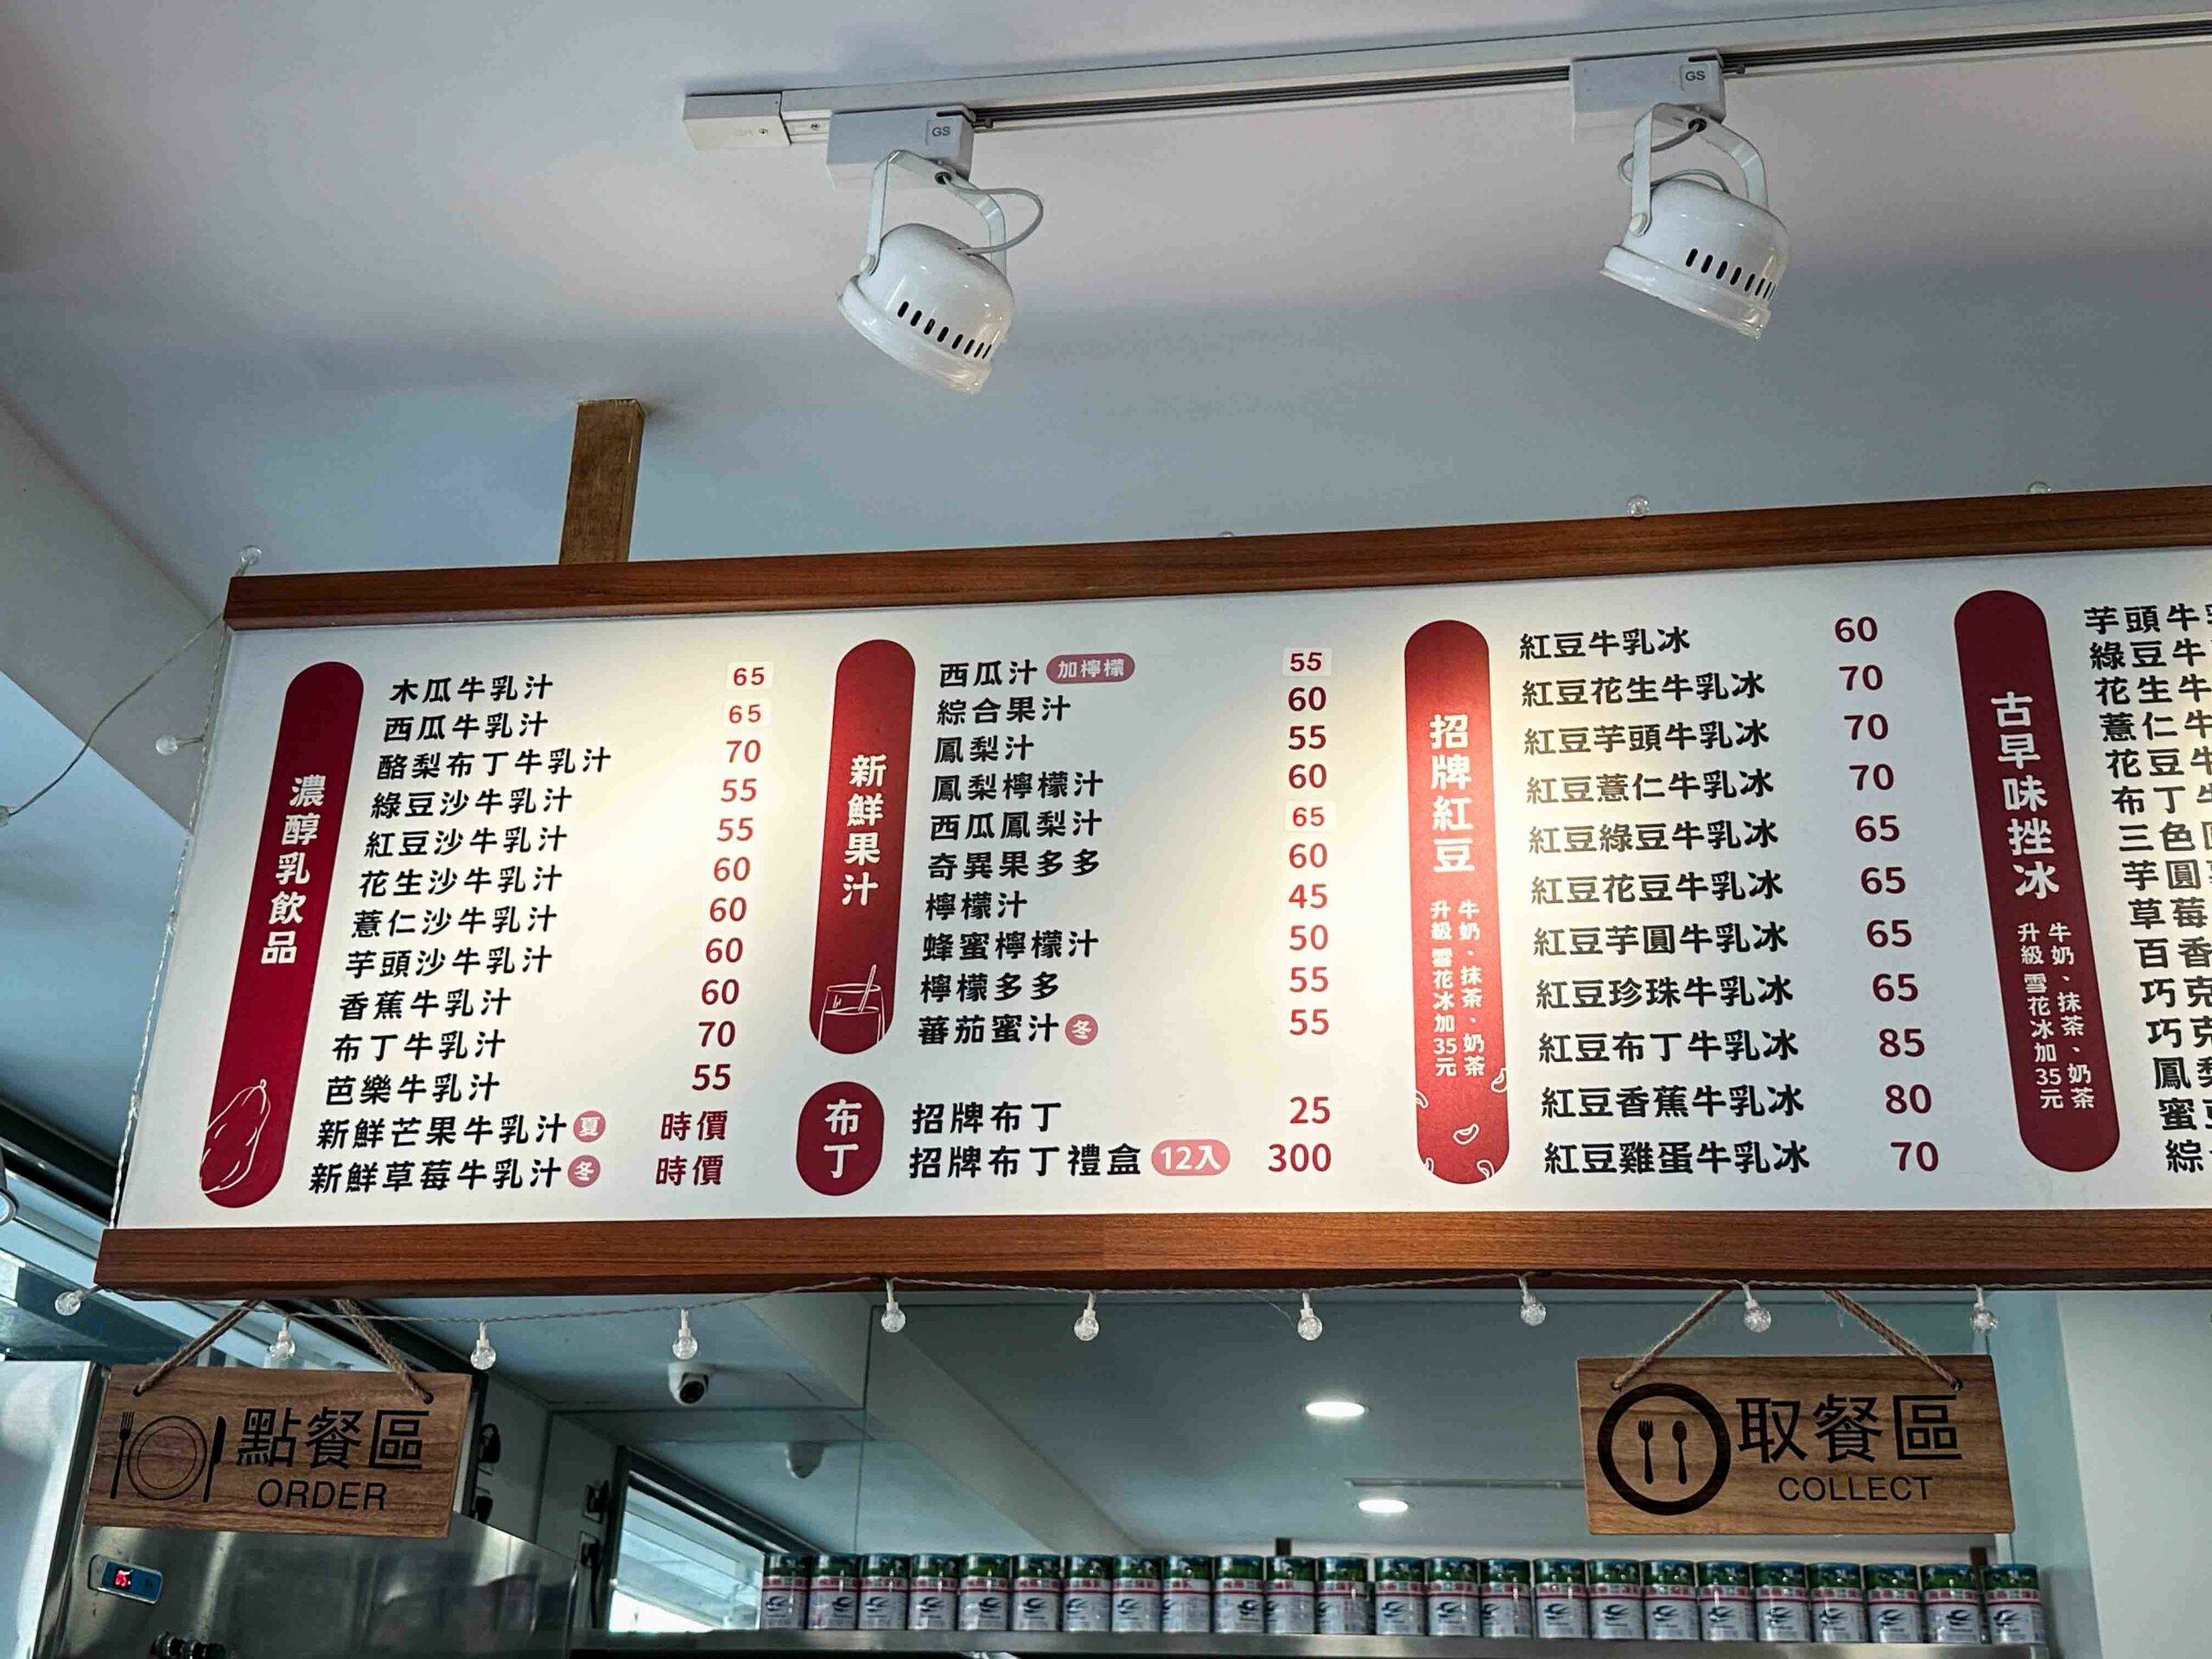 GS
GS
濃醇乳飲品
木瓜牛乳汁 65
西瓜牛乳汁 65
酪梨布丁牛乳汁 70
綠豆沙牛乳汁 55
紅豆沙牛乳汁 55
花生沙牛乳汁 60
薏仁沙牛乳汁 60
芋頭沙牛乳汁 60
香蕉牛乳汁 60
布丁牛乳汁 70
芭樂牛乳汁 55
新鮮芒果牛乳汁 夏 時價
新鮮草莓牛乳汁 冬 時價
新鮮果汁
西瓜汁 加檸檬 55
綜合果汁 60
鳳梨汁 55
鳳梨檸檬汁 60
西瓜鳳梨汁 65
奇異果多多 60
檸檬汁 45
蜂蜜檸檬汁 50
檸檬多多 55
蕃茄蜜汁 冬 55
布丁
招牌布丁 25
招牌布丁禮盒 12入 300
招牌紅豆
牛奶、抹茶、奶茶
升級雪花冰加35元
紅豆牛乳冰 60
紅豆花生牛乳冰 70
紅豆芋頭牛乳冰 70
紅豆薏仁牛乳冰 70
紅豆綠豆牛乳冰 65
紅豆花豆牛乳冰 65
紅豆芋圓牛乳冰 65
紅豆珍珠牛乳冰 65
紅豆布丁牛乳冰 85
紅豆香蕉牛乳冰 80
紅豆雞蛋牛乳冰 70
古早味挫冰
牛奶、抹茶、奶茶
升級雪花冰加35元
芋頭牛
綠豆牛
花生牛
薏仁牛
花豆牛
布丁牛
三色
芋圓
草莓
百香
巧克
巧克
鳳梨
蜜豆
綜
點餐區
ORDER
取餐區
COLLECT